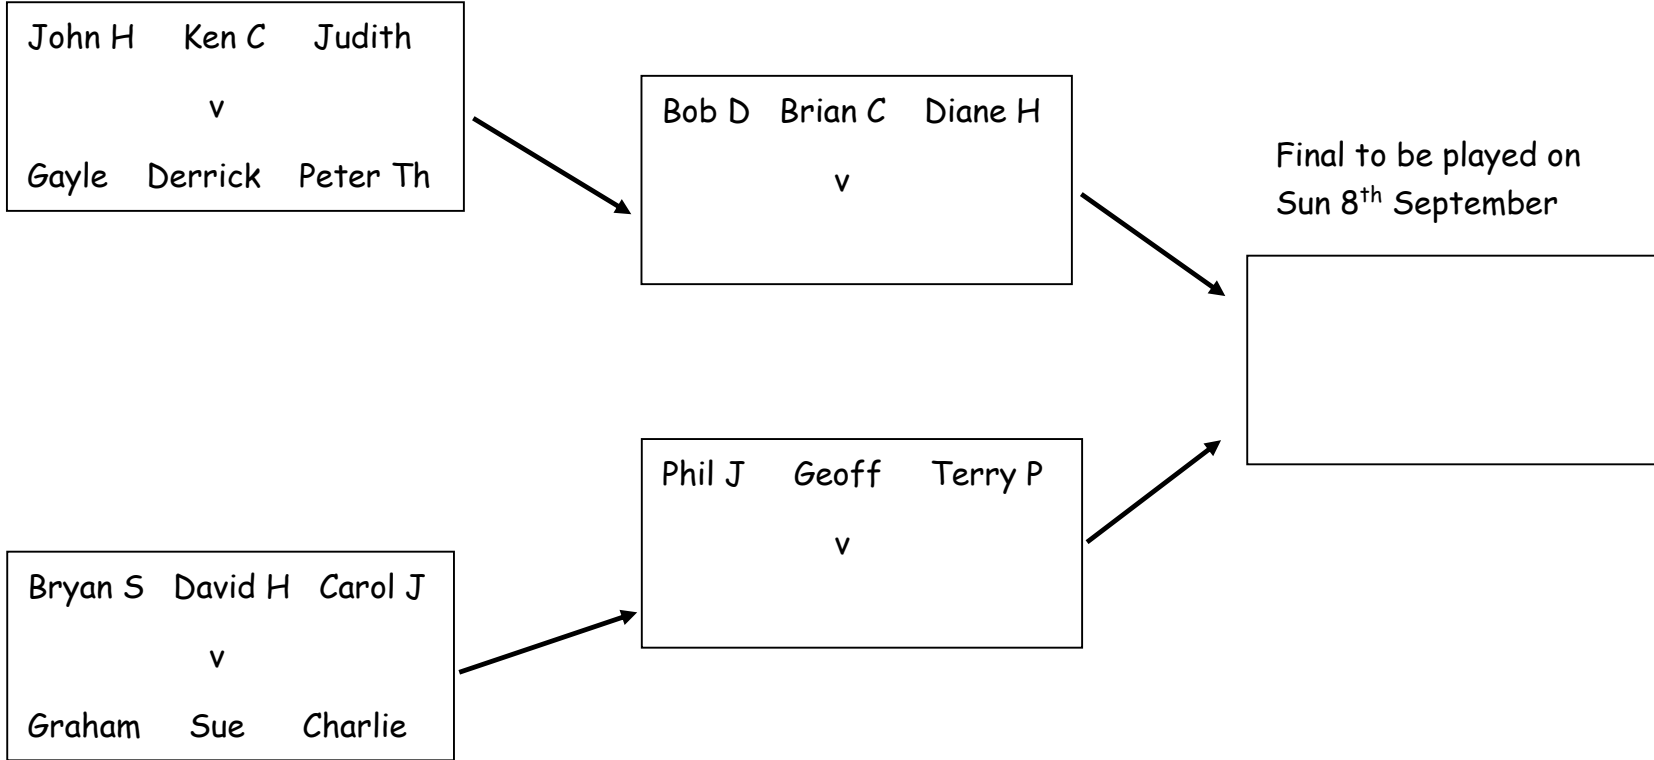 John H Ken C Judith
v
Gayle Derrick Peter Th
Bob D Brian C Diane H
v
Final to be played on
Sun 8th September
Phil J Geoff Terry P
v
Bryan S David H Carol J
v
Graham Sue Charlie